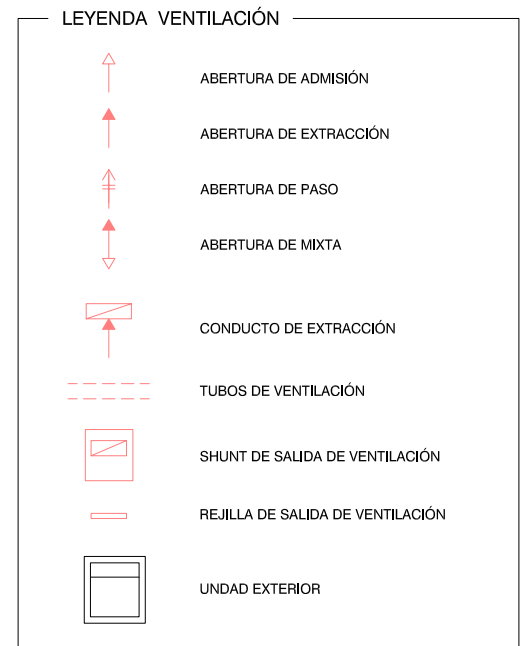 LEYENDA VENTILACIÓN
ABERTURA DE ADMISIÓN
ABERTURA DE EXTRACCIÓN
ABERTURA DE PASO
ABERTURA DE MIXTA
CONDUCTO DE EXTRACCIÓN
TUBOS DE VENTILACIÓN
SHUNT DE SALIDA DE VENTILACIÓN
REJILLA DE SALIDA DE VENTILACIÓN
UNDAD EXTERIOR